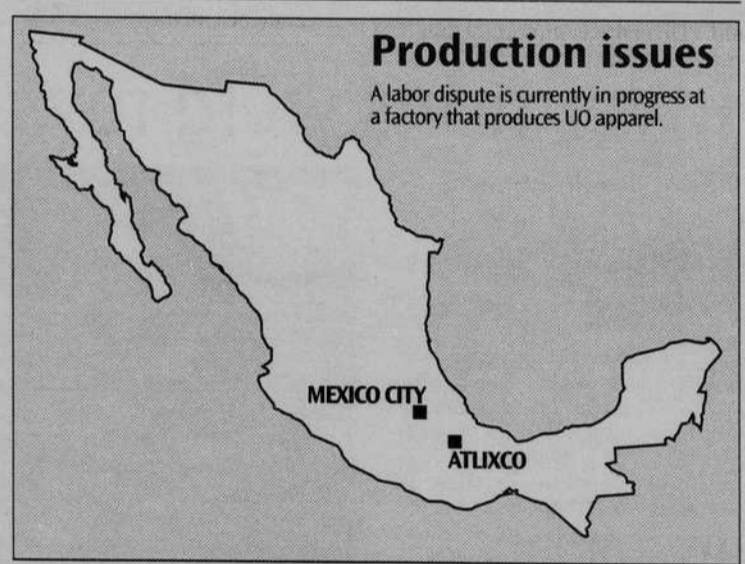 Production issues
A labor dispute is currently in progress at
a factory that produces UO apparel.
MEXICO CITY
ATLIXCO